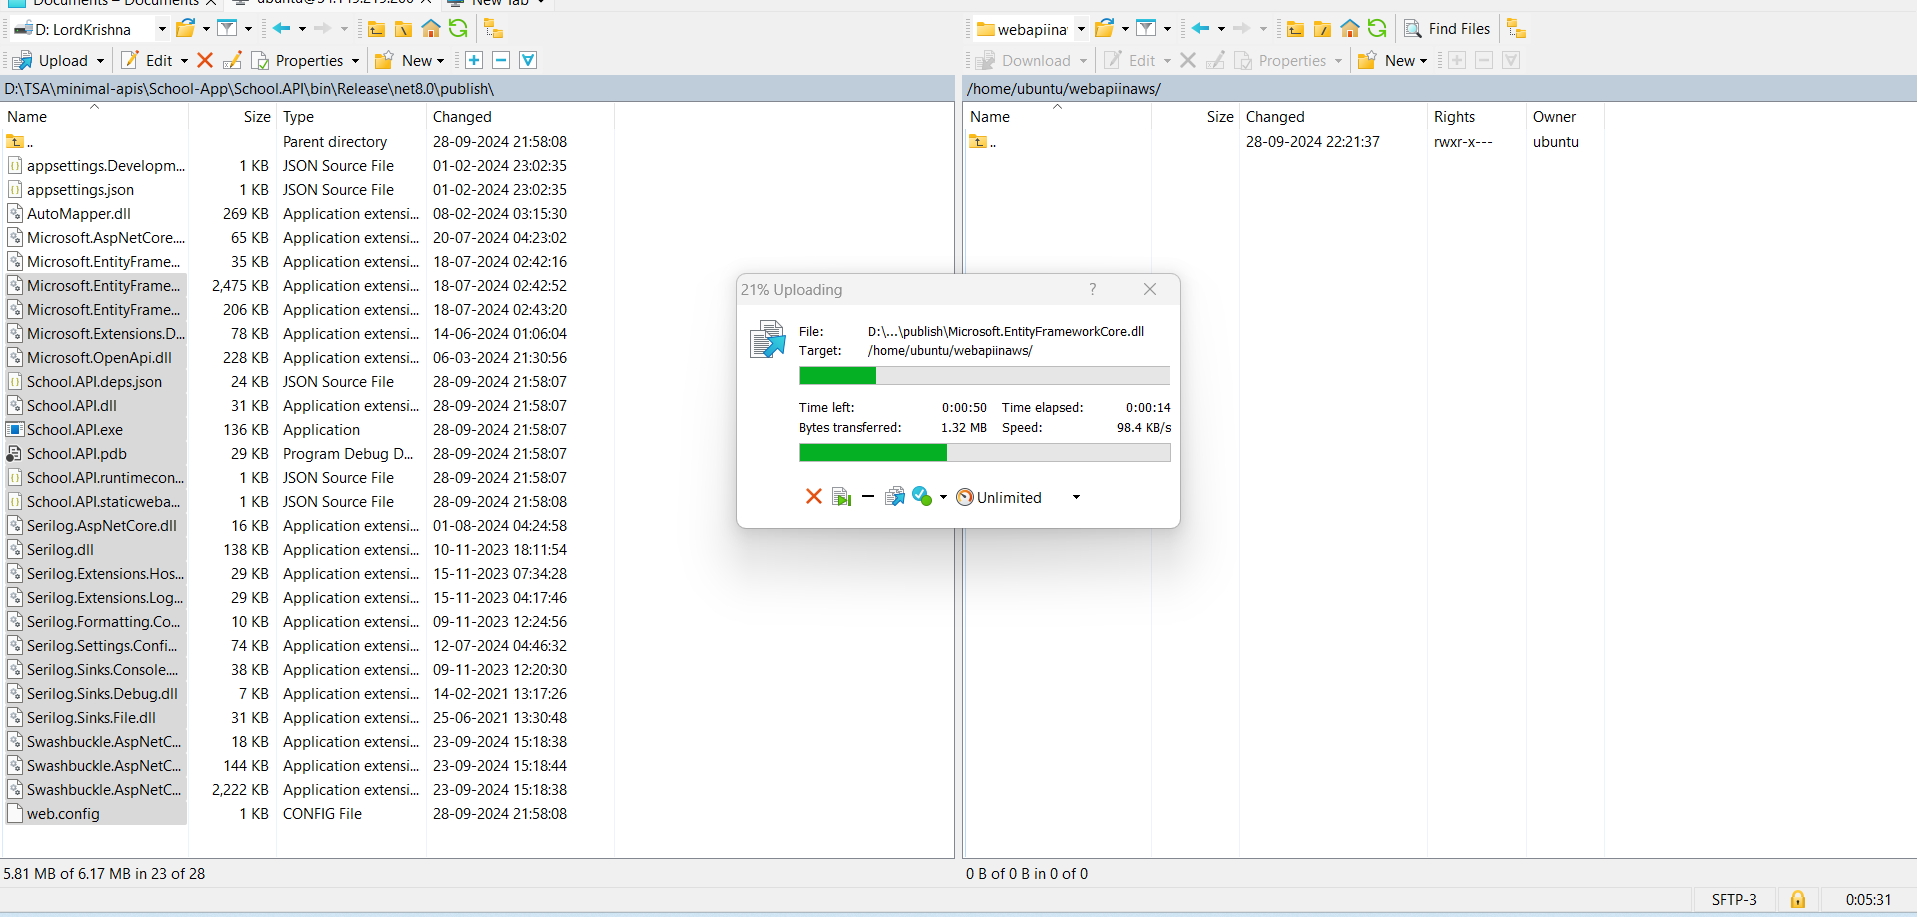 Documents – Documents
New Tab
D: LordKrishna
webapiina
Find Files
Upload Edit Properties New
Download Edit Properties New
D:\TSA\minimal-apis\School-App\School.API\bin\Release\net8.0\publish\
/home/ubuntu/webapiinaws/
Name Size Type Changed
.. Parent directory 28-09-2024 21:58:08
appsettings.Developm... 1 KB JSON Source File 01-02-2024 23:02:35
appsettings.json 1 KB JSON Source File 01-02-2024 23:02:35
AutoMapper.dll 269 KB Application extensi... 08-02-2024 03:15:30
Microsoft.AspNetCore.... 65 KB Application extensi... 20-07-2024 04:23:02
Microsoft.EntityFrame... 35 KB Application extensi... 18-07-2024 02:42:16
Microsoft.EntityFrame... 2,475 KB Application extensi... 18-07-2024 02:42:52
Microsoft.EntityFrame... 206 KB Application extensi... 18-07-2024 02:43:20
Microsoft.Extensions.D... 78 KB Application extensi... 14-06-2024 01:06:04
Microsoft.OpenApi.dll 228 KB Application extensi... 06-03-2024 21:30:56
School.API.deps.json 24 KB JSON Source File 28-09-2024 21:58:07
School.API.dll 31 KB Application extensi... 28-09-2024 21:58:07
School.API.exe 136 KB Application 28-09-2024 21:58:07
School.API.pdb 29 KB Program Debug D... 28-09-2024 21:58:07
School.API.runtimecon... 1 KB JSON Source File 28-09-2024 21:58:07
School.API.staticweba... 1 KB JSON Source File 28-09-2024 21:58:08
Serilog.AspNetCore.dll 16 KB Application extensi... 01-08-2024 04:24:58
Serilog.dll 138 KB Application extensi... 10-11-2023 18:11:54
Serilog.Extensions.Hos... 29 KB Application extensi... 15-11-2023 07:34:28
Serilog.Extensions.Log... 29 KB Application extensi... 15-11-2023 04:17:46
Serilog.Formatting.Co... 10 KB Application extensi... 09-11-2023 12:24:56
Serilog.Settings.Confi... 74 KB Application extensi... 12-07-2024 04:46:32
Serilog.Sinks.Console.... 38 KB Application extensi... 09-11-2023 12:20:30
Serilog.Sinks.Debug.dll 7 KB Application extensi... 14-02-2021 13:17:26
Serilog.Sinks.File.dll 31 KB Application extensi... 25-06-2021 13:30:48
Swashbuckle.AspNetC... 18 KB Application extensi... 23-09-2024 15:18:38
Swashbuckle.AspNetC... 144 KB Application extensi... 23-09-2024 15:18:44
Swashbuckle.AspNetC... 2,222 KB Application extensi... 23-09-2024 15:18:38
web.config 1 KB CONFIG File 28-09-2024 21:58:08
Name Size Changed Rights Owner
.. 28-09-2024 22:21:37 rwxr-x--- ubuntu
21% Uploading ?
File: D:\...\publish\Microsoft.EntityFrameworkCore.dll
Target: /home/ubuntu/webapiinaws/
Time left: 0:00:50 Time elapsed: 0:00:14
Bytes transferred: 1.32 MB Speed: 98.4 KB/s
Unlimited
5.81 MB of 6.17 MB in 23 of 28
0 B of 0 B in 0 of 0
SFTP-3 0:05:31